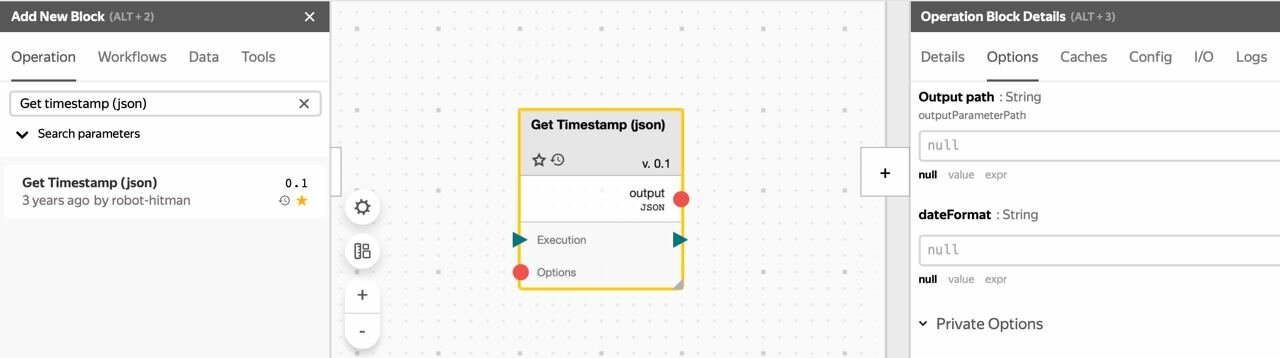 Add New Block (ALT + 2)
Operation Workflows Data Tools
Get timestamp (json)
Search parameters
Get Timestamp (json) 0.1
3 years ago by robot-hitman
+
-
Get Timestamp (json)
v. 0.1
output
JSON
Execution
Options
+
Operation Block Details (ALT + 3)
Details Options Caches Config I/O Logs
Output path : String
outputParameterPath
null
null value expr
dateFormat : String
null
null value expr
Private Options